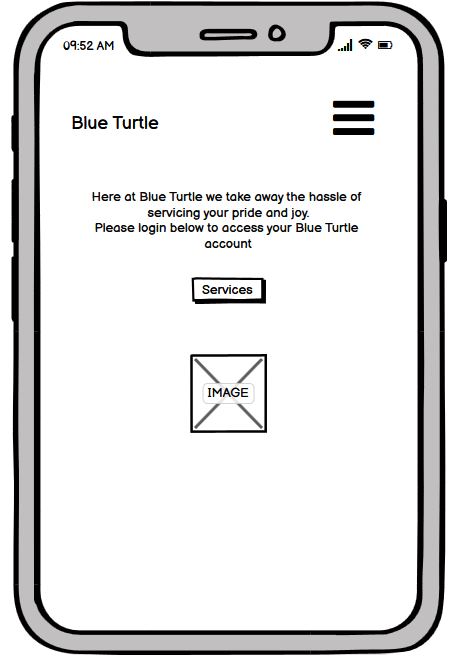 09:52 AM
Blue Turtle
Here at Blue Turtle we take away the hassle of
servicing your pride and joy.
Please login below to access your Blue Turtle
account
Services
IMAGE